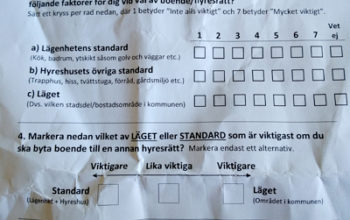 följande faktorer för dig vid val av boende/hyresrätt?
Satt ett kryss per rad nedan, där 1 betyder "Inte alls viktigt" och 7 betyder "Mycket viktigt".
Vet
1 2 3 4 5 6 7 ej
a) Lägenhetens standard
(Kök, badrum, ytskikt såsom golv och väggar etc.)
b) Hyreshusets övriga standard
(Trapphus, hiss, tvättstuga, förråd, gårdsmiljö etc.)
c) Läget
(Dvs. vilken stadsdel/bostadsområde i kommunen)
4. Markera nedan vilket av LÄGET eller STANDARD som är viktigast om du
ska byta boende till en annan hyresrätt? Markera endast ett alternativ.
Viktigare Lika viktiga Viktigare
Standard Läget
(Lägenhet + Hyreshus) (Området i kommunen)